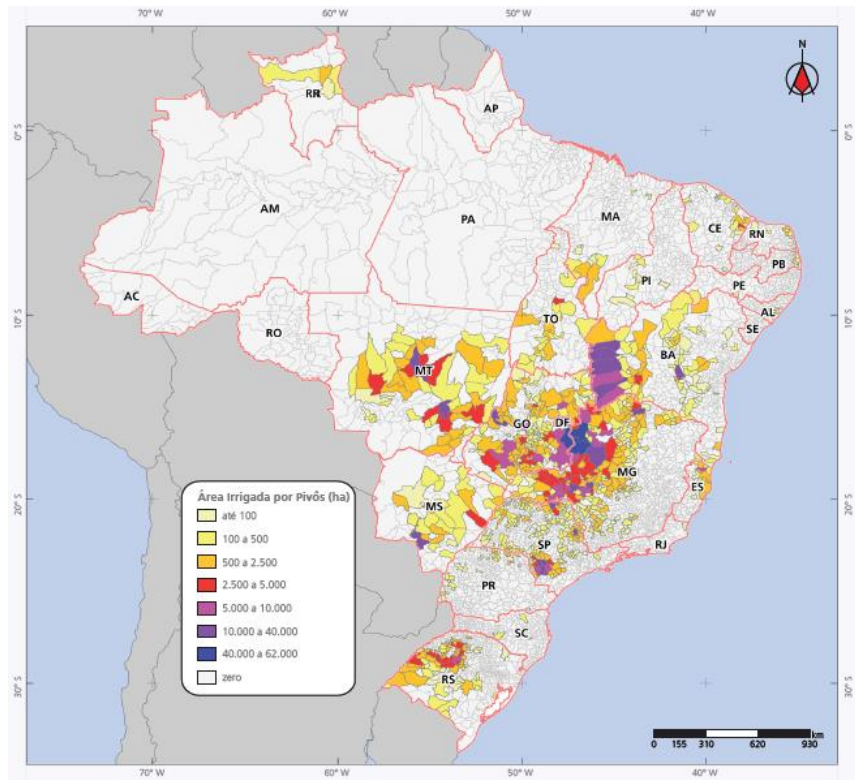 70° W 60° W 50° W 40° W
N
RR
AP
0°S 0°S
AM
PA
MA
CE
RN
PB
PI
PE
AC
AL
SE
10°S 10° S
TO
RO
BA
MT
GO
DF
MG
Área Irrigada por Pivôs (ha)
até 100
100 a 500
500 a 2.500
2.500 a 5.000
5.000 a 10.000
10.000 a 40.000
40.000 a 62.000
zero
ES
20° S 20° S
MS
SP
RJ
PR
SC
RS
30° S 30° S
km
0 155 310 620 930
70° W 60° W 50° W 40° W